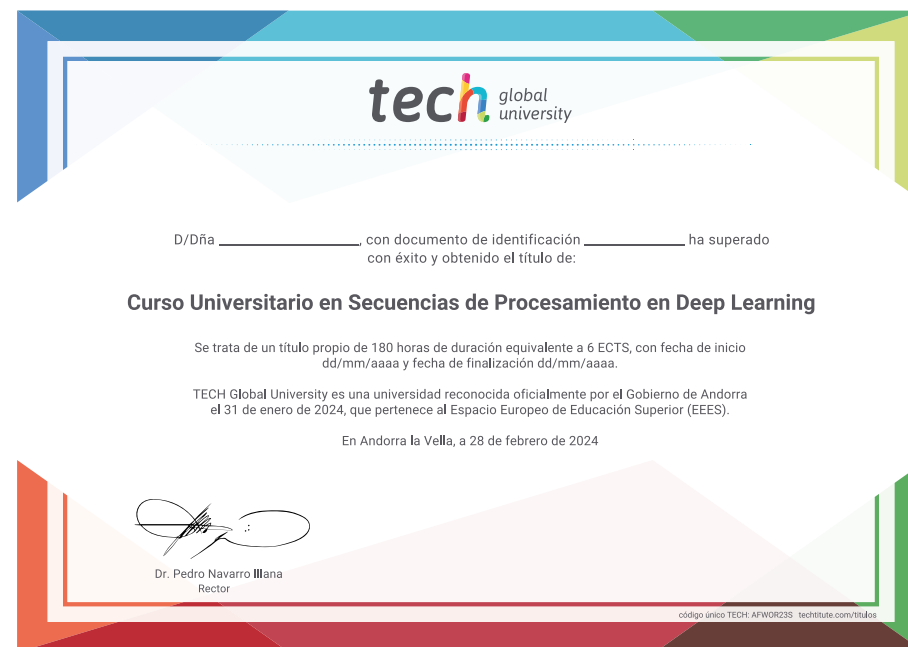 tech global university
D/Dña ____________________, con documento de identificación ______________ ha superado
con éxito y obtenido el título de:
Curso Universitario en Secuencias de Procesamiento en Deep Learning
Se trata de un título propio de 180 horas de duración equivalente a 6 ECTS, con fecha de inicio
dd/mm/aaaa y fecha de finalización dd/mm/aaaa.
TECH Global University es una universidad reconocida oficialmente por el Gobierno de Andorra
el 31 de enero de 2024, que pertenece al Espacio Europeo de Educación Superior (EEES).
En Andorra la Vella, a 28 de febrero de 2024
Dr. Pedro Navarro Illana
Rector
código único TECH: AFWOR23S techtitute.com/titulos